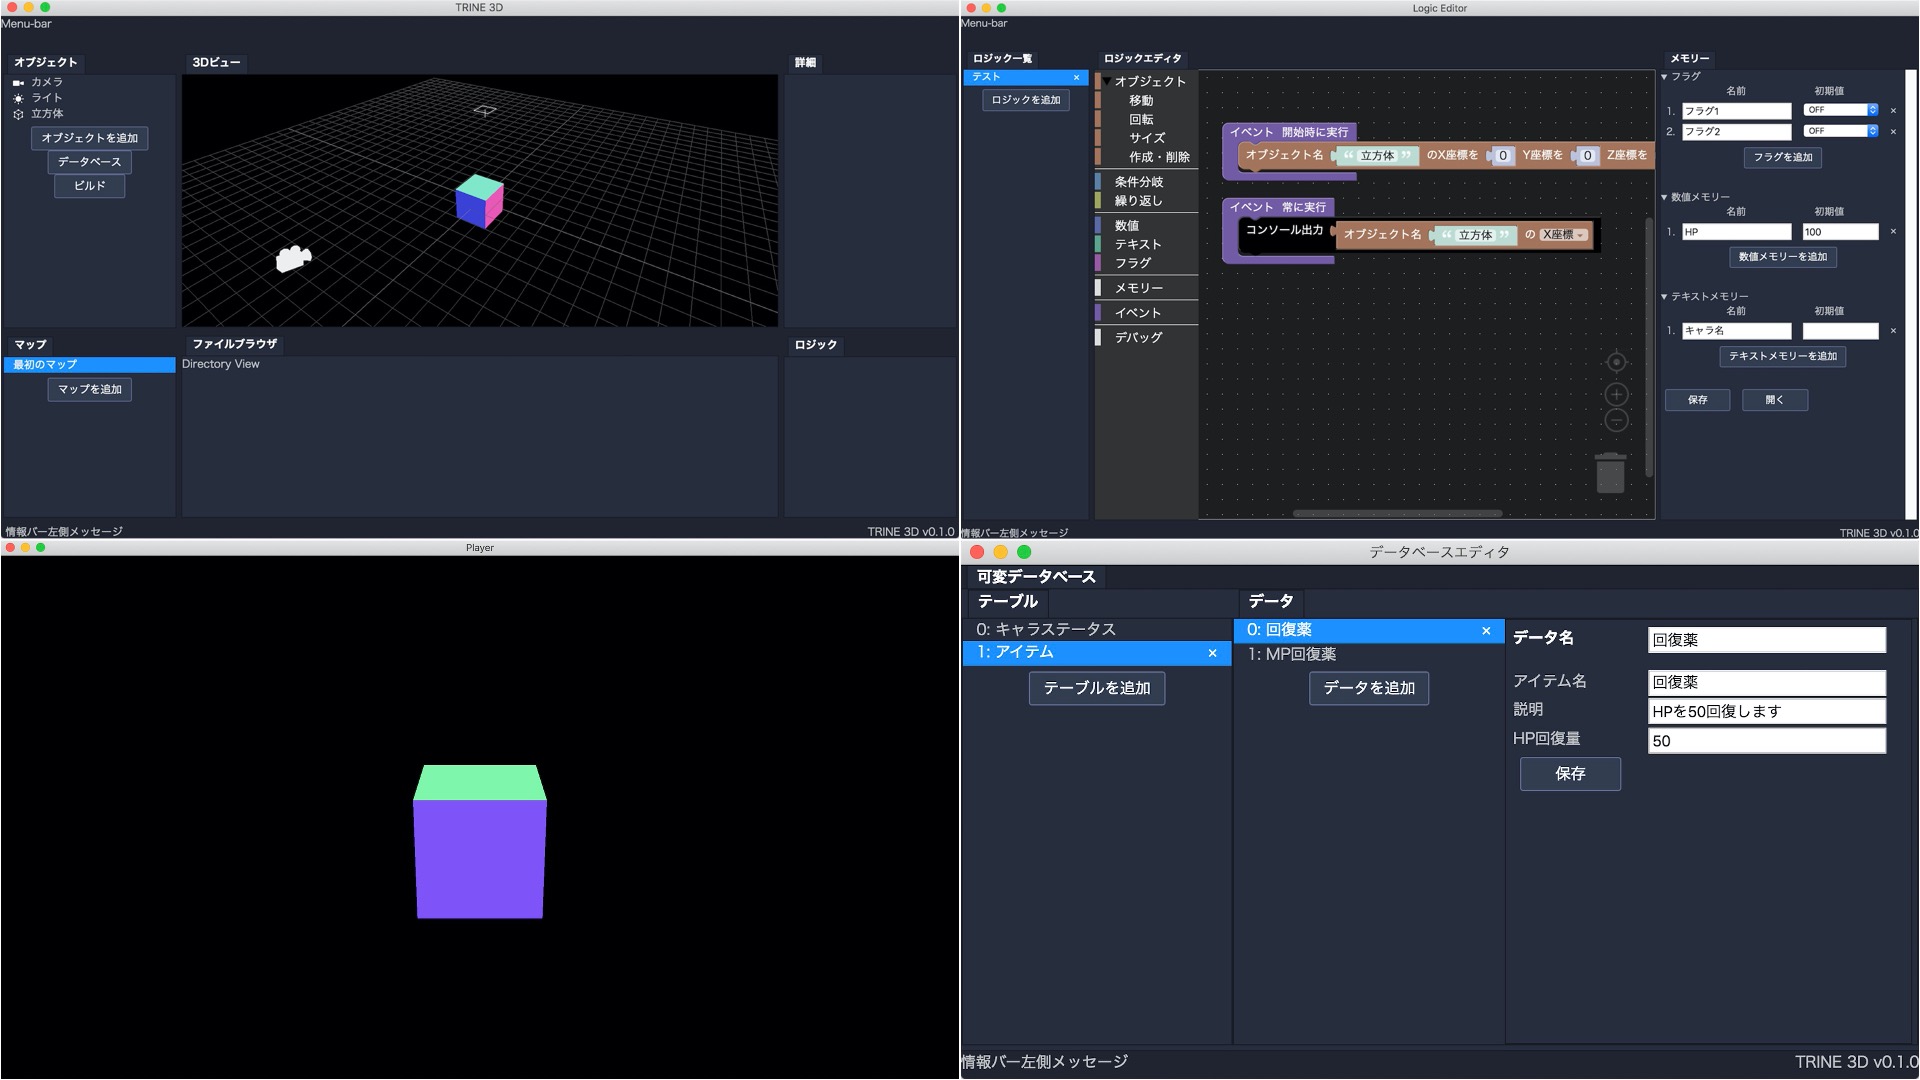 TRINE 3D
Menu-bar
オブジェクト
カメラ
ライト
立方体
オブジェクトを追加
データベース
ビルド
3Dビュー
詳細
マップ
最初のマップ
マップを追加
ファイルブラウザ
Directory View
ロジック
情報バー左側メッセージ
TRINE 3D v0.1.0
Logic Editor
Menu-bar
ロジック一覧
テスト ×
ロジックを追加
ロックエディタ
オブジェクト
移動
回転
サイズ
作成・削除
条件分岐
繰り返し
数値
テキスト
フラグ
メモリー
イベント
デバッグ
イベント 開始時に実行
オブジェクト名 “ 立方体 ” のX座標を 0 Y座標を 0 Z座標を
イベント 常に実行
コンソール出力 オブジェクト名 “ 立方体 ” の X座標
メモリー
フラグ
名前 初期値
1. フラグ1 OFF ×
2. フラグ2 OFF ×
フラグを追加
数値メモリー
名前 初期値
1. HP 100 ×
数値メモリーを追加
テキストメモリー
名前 初期値
1. キャラ名 ×
テキストメモリーを追加
保存 開く
情報バー左側メッセージ
TRINE 3D v0.1.0
Player
データベースエディタ
可変データベース
テーブル
0: キャラステータス
1: アイテム ×
テーブルを追加
データ
0: 回復薬 ×
1: MP回復薬
データを追加
データ名 回復薬
アイテム名 回復薬
説明 HPを50回復します
HP回復量 50
保存
情報バー左側メッセージ
TRINE 3D v0.1.0